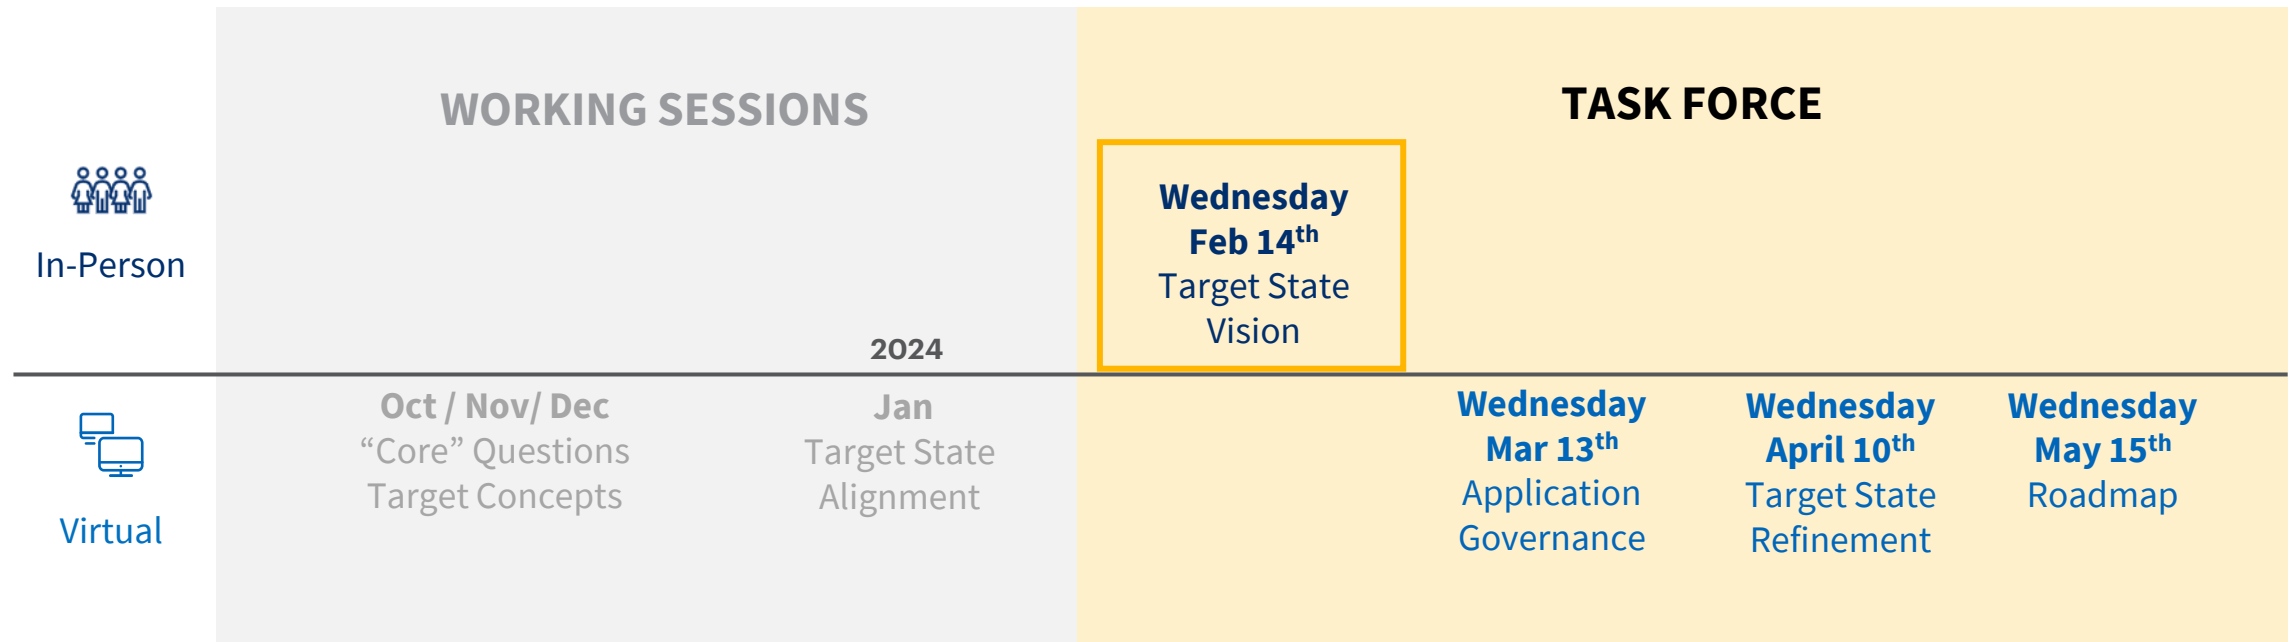 WORKING SESSIONS
TASK FORCE
In-Person
Wednesday
Feb 14th
Target State
Vision
2024
Virtual
Oct / Nov/ Dec
“Core” Questions
Target Concepts
Jan
Target State
Alignment
Wednesday
Mar 13th
Application
Governance
Wednesday
April 10th
Target State
Refinement
Wednesday
May 15th
Roadmap